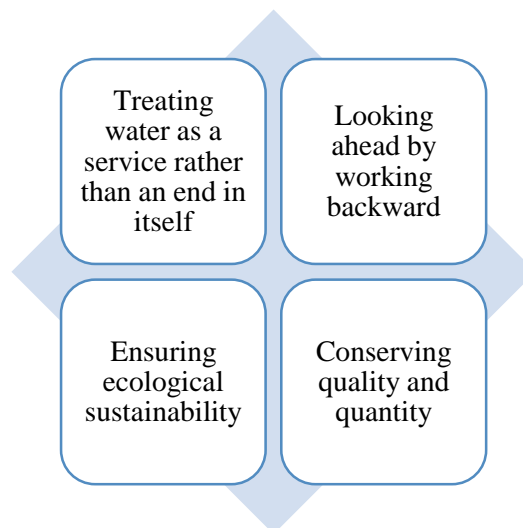 Treating
water as a
service rather
than an end in
itself
Looking
ahead by
working
backward
Ensuring
ecological
sustainability
Conserving
quality and
quantity